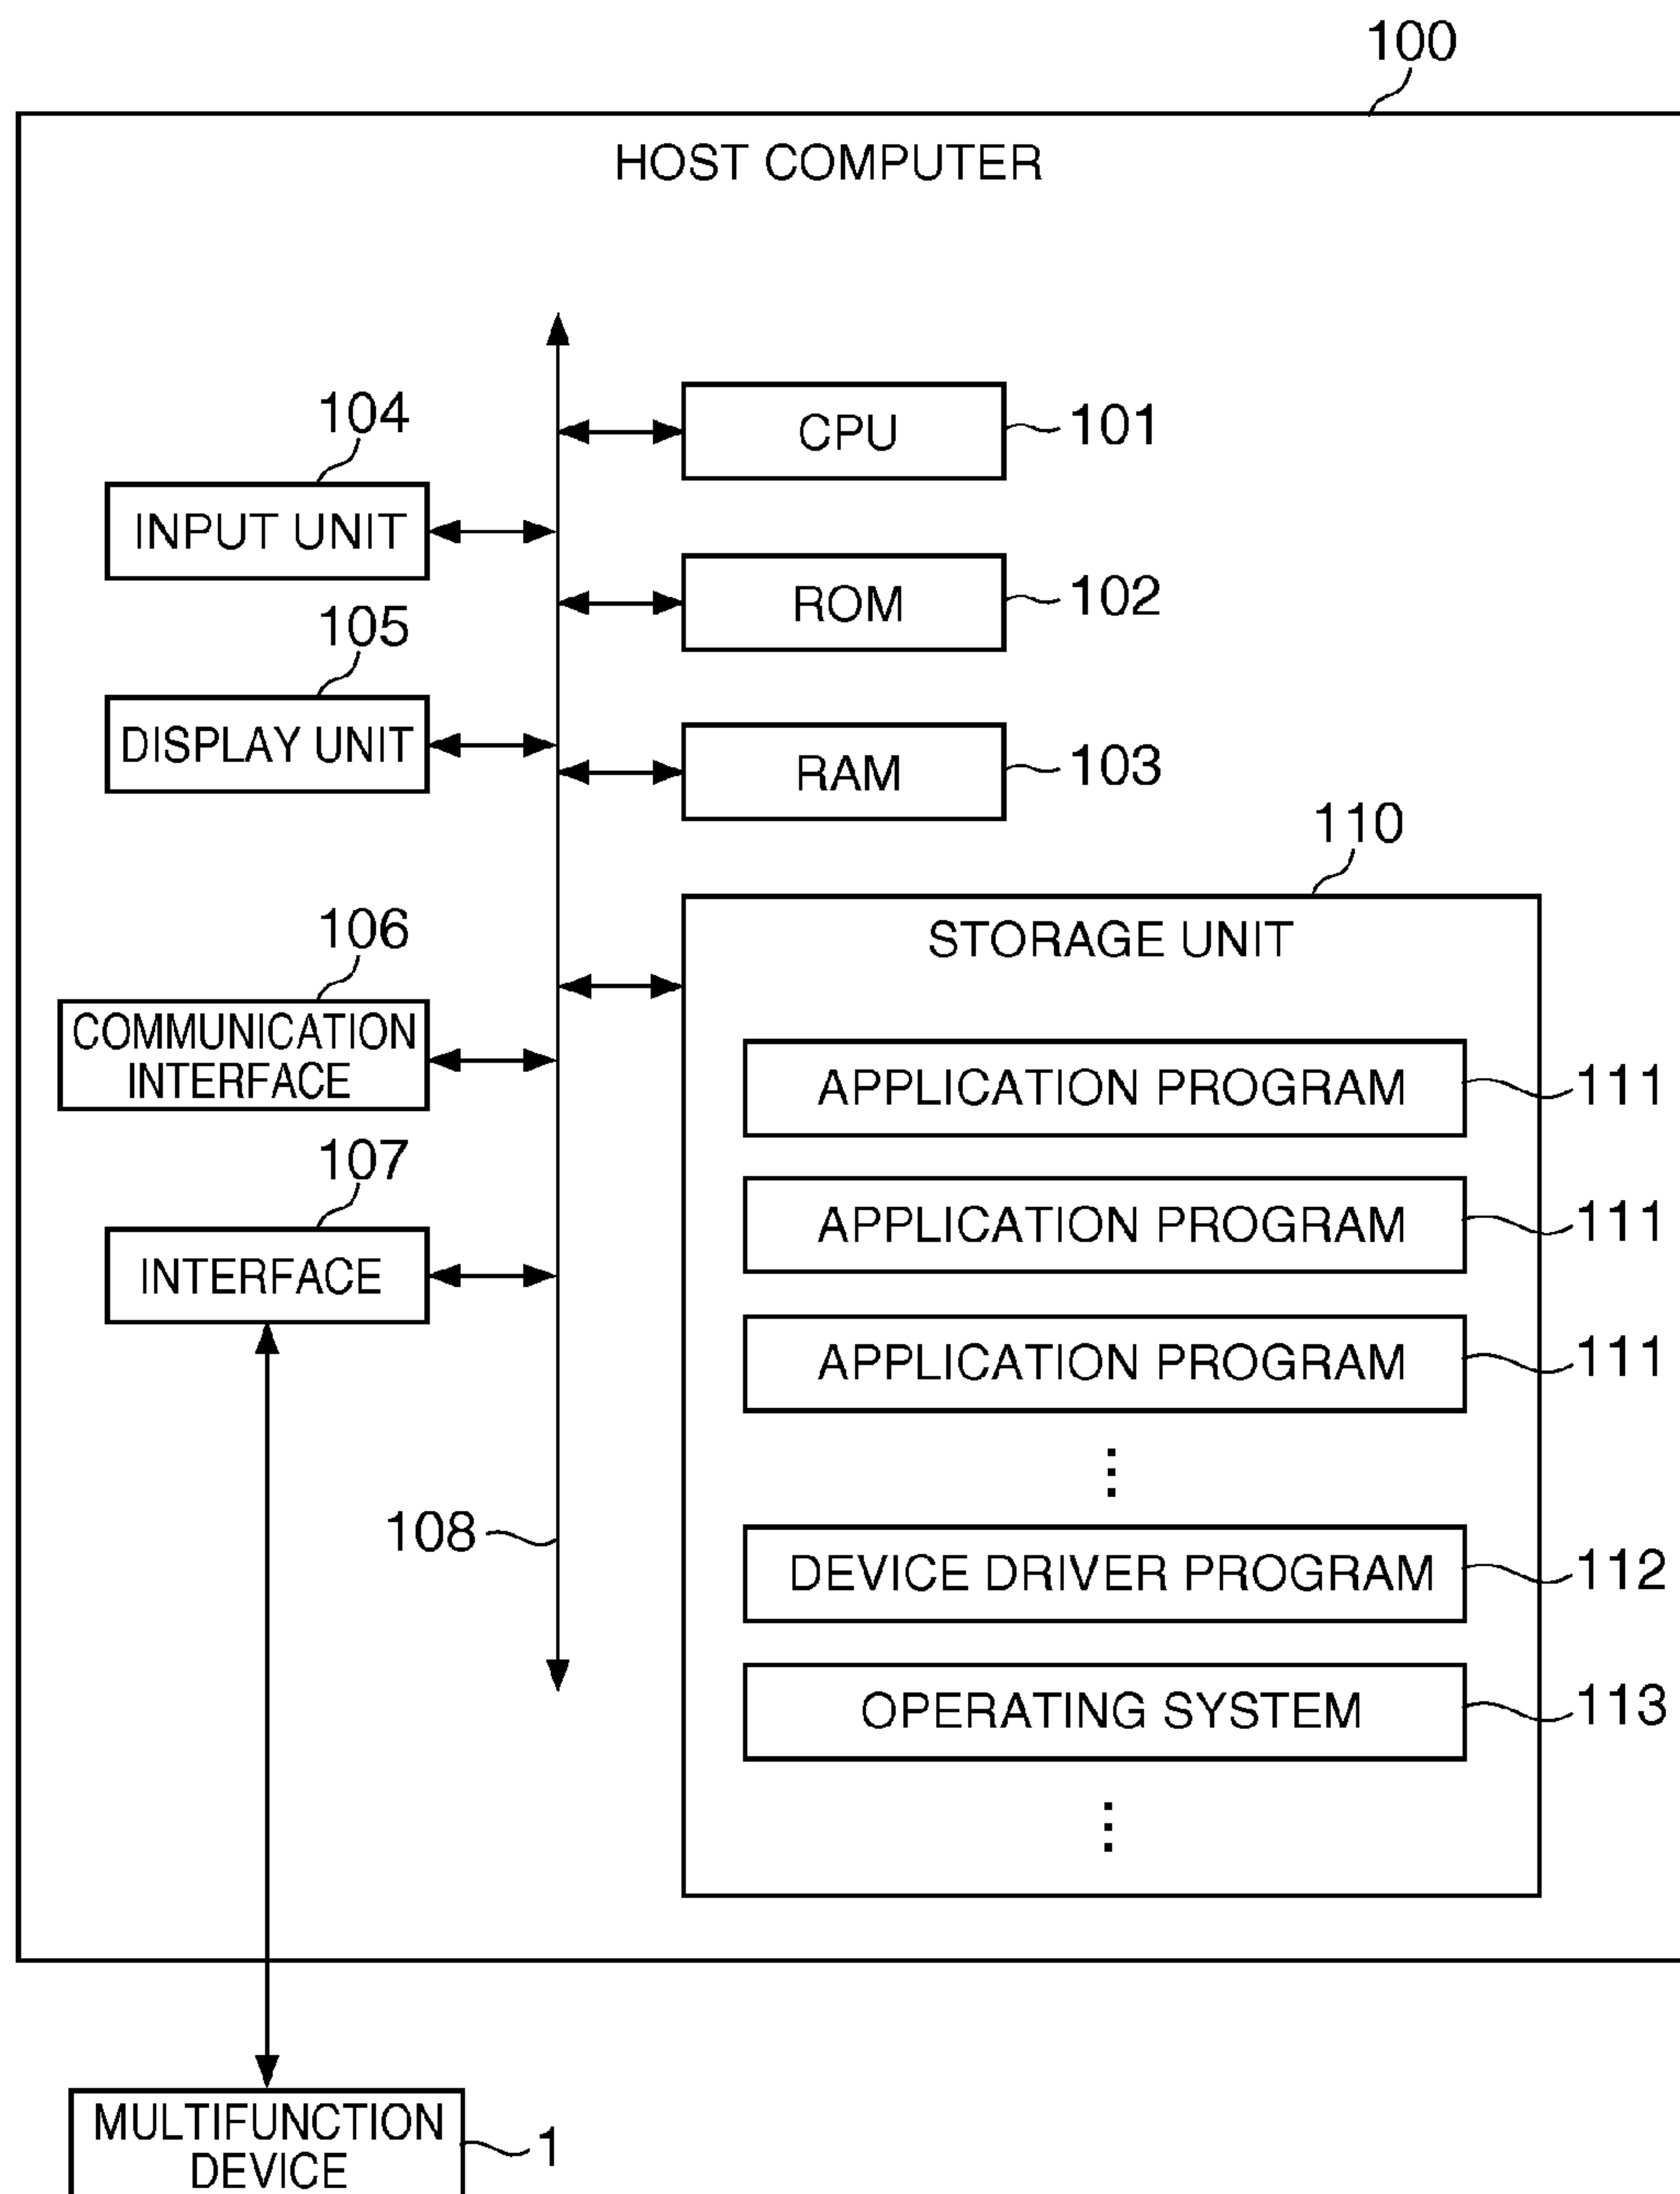 100
HOST COMPUTER
104
CPU
101
INPUT UNIT
ROM
102
105
DISPLAY UNIT
RAM
103
110
106
STORAGE UNIT
COMMUNICATION
INTERFACE
APPLICATION PROGRAM
111
107
APPLICATION PROGRAM
111
INTERFACE
APPLICATION PROGRAM
111
108
DEVICE DRIVER PROGRAM
112
OPERATING SYSTEM
113
MULTIFUNCTION
DEVICE
1